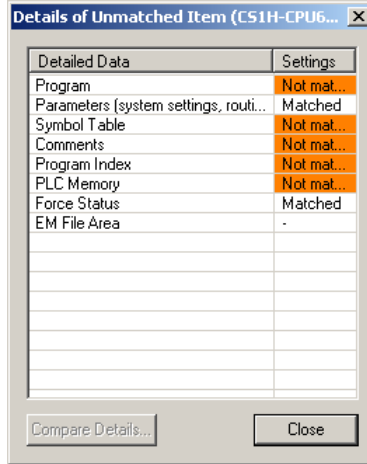 Details of Unmatched Item (CS1H-CPU6...
Detailed Data Settings
Program Not mat...
Parameters (system settings, routi... Matched
Symbol Table Not mat...
Comments Not mat...
Program Index Not mat...
PLC Memory Not mat...
Force Status Matched
EM File Area -
Compare Details... Close